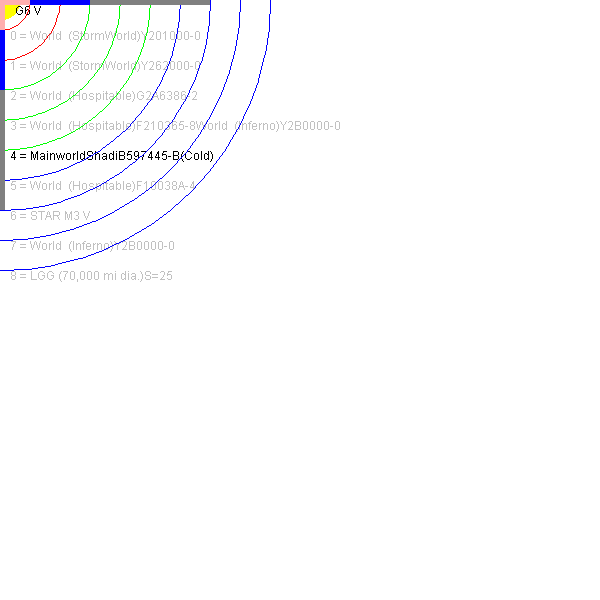 G6 V
0 = World  (StormWorld)Y201000-0
1 = World  (StormWorld)Y262000-0
2 = World  (Hospitable)G2A6386-2
3 = World  (Hospitable)F210365-8World  (Inferno)Y2B0000-0
4 = MainworldShadiB597445-B(Cold)
5 = World  (Hospitable)F10038A-4
6 = STAR M3 V
7 = World  (Inferno)Y2B0000-0
8 = LGG (70,000 mi dia.)S=25